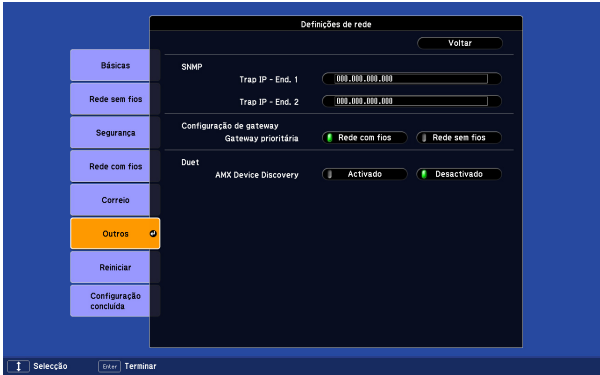 Definições de rede
Voltar
Básicas
Rede sem fios
Segurança
Rede com fios
Correio
Outros
Reiniciar
Configuração
concluída
SNMP
Trap IP - End. 1 000.000.000.000
Trap IP - End. 2 000.000.000.000
Configuração de gateway
Gateway prioritária Rede com fios Rede sem fios
Duet
AMX Device Discovery Activado Desactivado
Selecção Enter Terminar